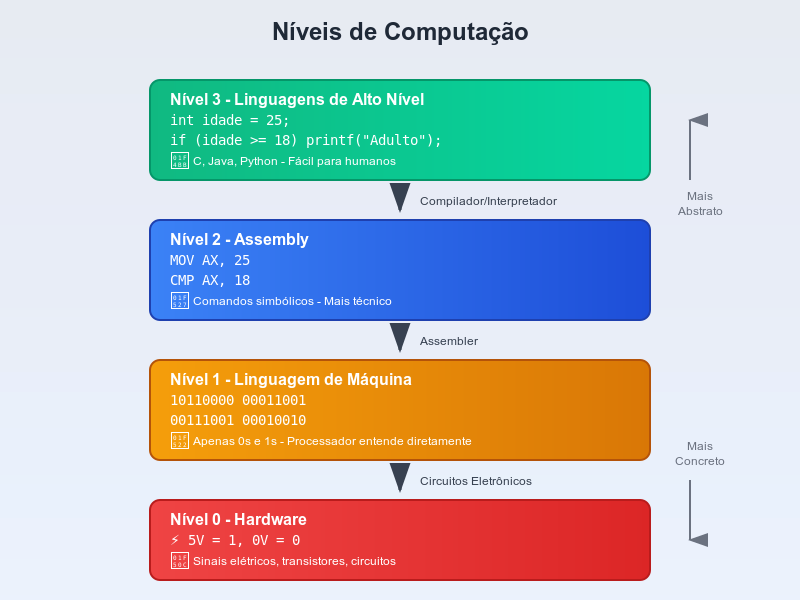 Níveis de Computação
Nível 3 - Linguagens de Alto Nível
int idade = 25;
if (idade >= 18) printf("Adulto");
C, Java, Python - Fácil para humanos
Mais
Abstrato
Compilador/Interpretador
Nível 2 - Assembly
MOV AX, 25
CMP AX, 18
Comandos simbólicos - Mais técnico
Assembler
Nível 1 - Linguagem de Máquina
10110000 00011001
00111001 00010010
Apenas 0s e 1s - Processador entende diretamente
Mais
Concreto
Circuitos Eletrônicos
Nível 0 - Hardware
⚡ 5V = 1, 0V = 0
Sinais elétricos, transistores, circuitos